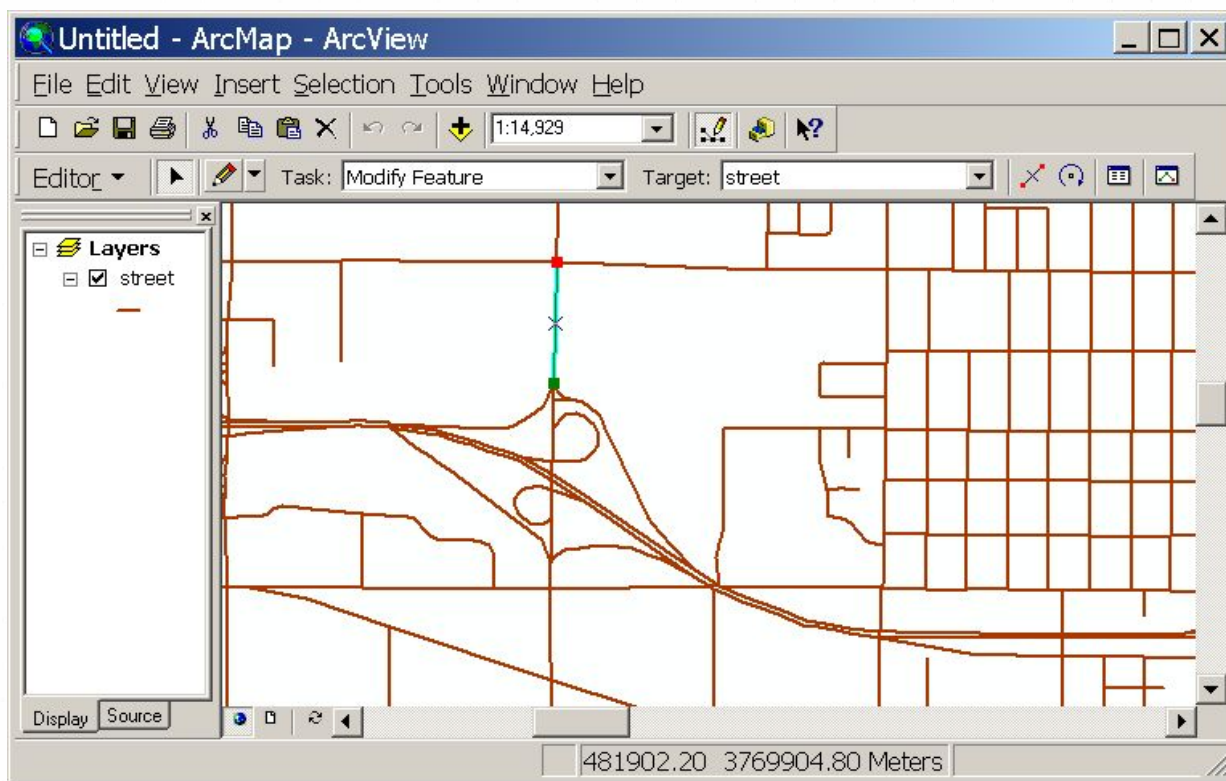 Untitled - ArcMap - ArcView
File Edit View Insert Selection Tools Window Help
1:14,929
Editor Task: Modify Feature Target: street
Layers
street
Display Source
481902.20 3769904.80 Meters